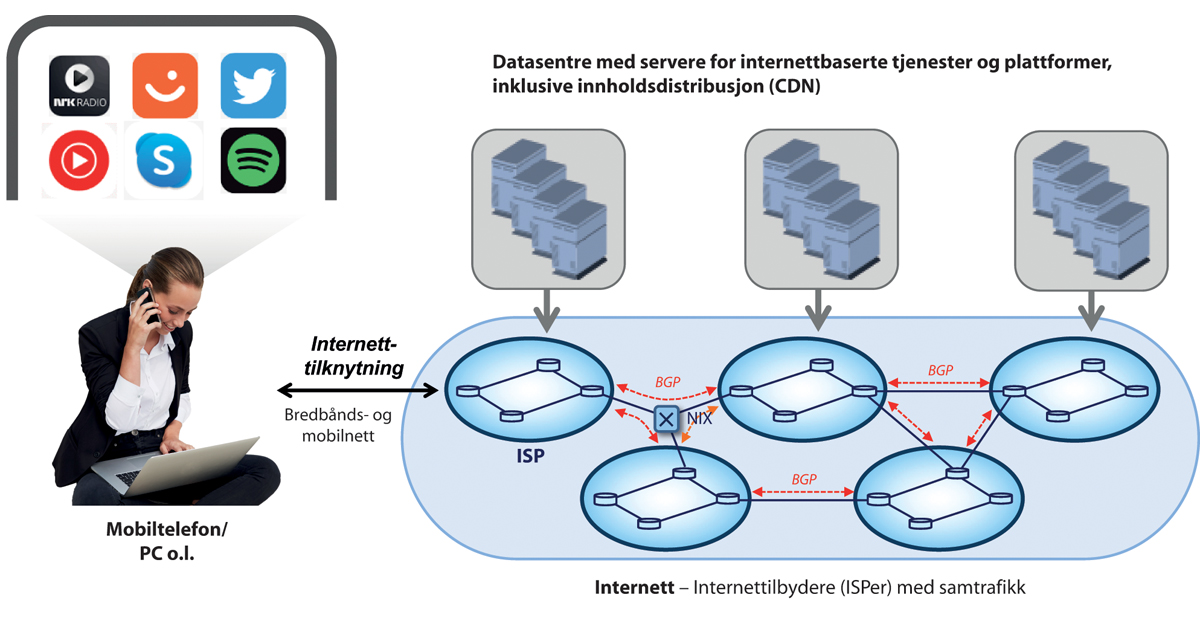 Datasentre med servere for internettbaserte tjenester og plattformer,
inklusive innholdsdistribusjon (CDN)
NRK RADIO
S
Internett-
tilknytning
Bredbånds- og
mobilnett
BGP
BGP
NIX
ISP
BGP
Mobiltelefon/
PC o.l.
Internett – Internettilbydere (ISPer) med samtrafikk